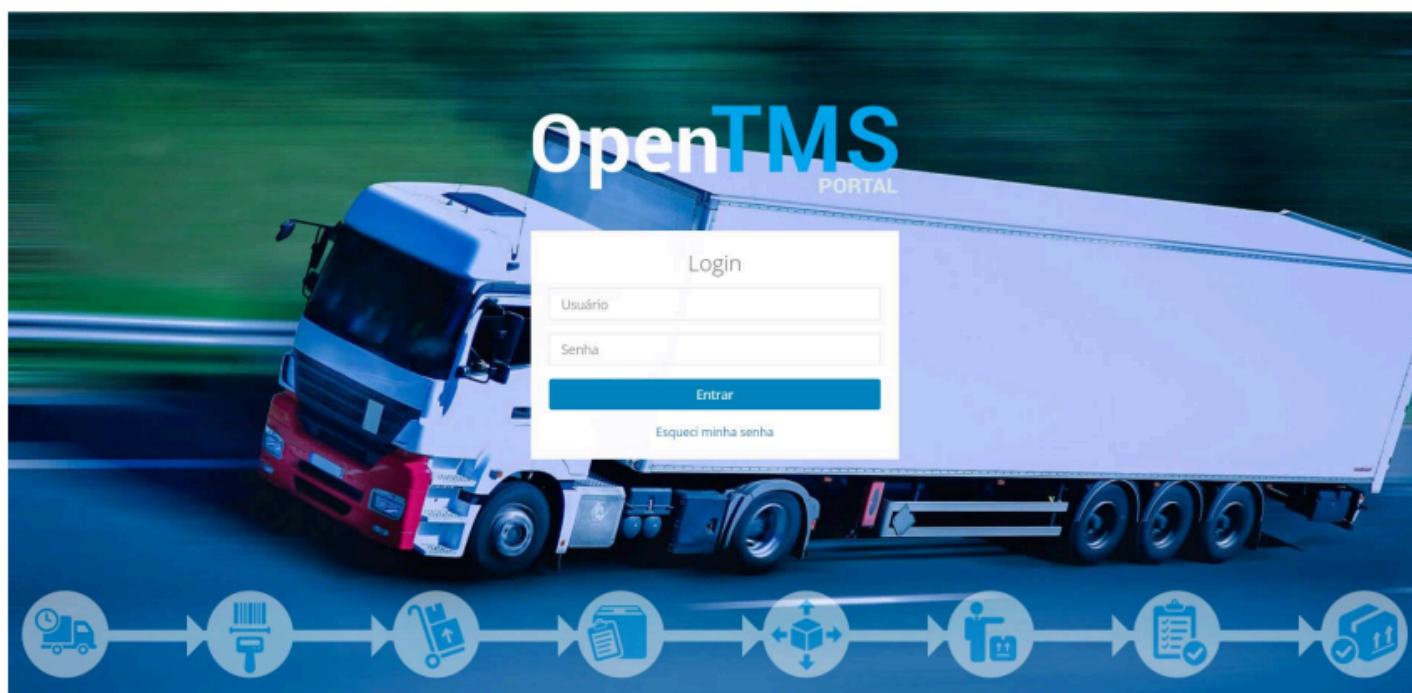 OpenTMS
PORTAL
Login
Usuário
Senha
Entrar
Esqueci minha senha